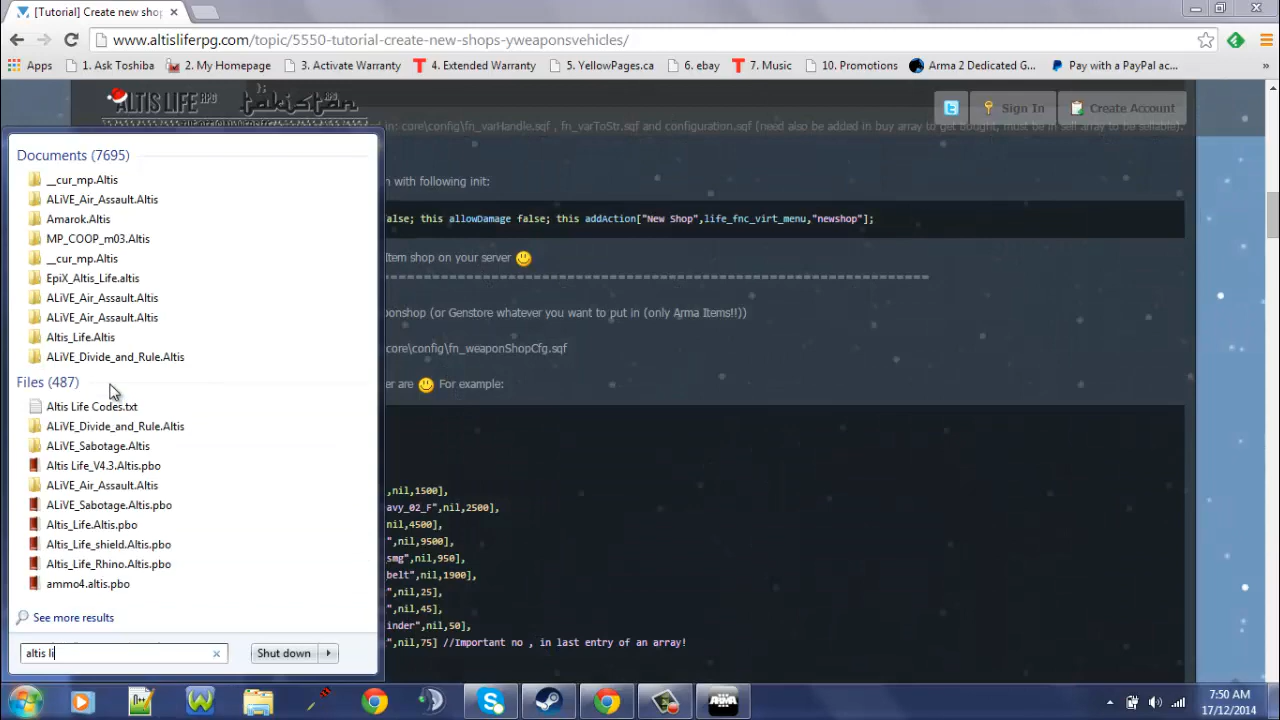 [Tutorial] Create new shop
www.altisliferpg.com/topic/5550-tutorial-create-new-shops-yweaponsvehicles/
Apps 1. Ask Toshiba 2. My Homepage 3. Activate Warranty 4. Extended Warranty 5. YellowPages.ca 6. ebay 7. Music 10. Promotions Arma 2 Dedicated G... Pay with a PayPal ac...
ALTIS LIFE RPG takistan RPG
Sign In Create Account
in: core\config\fn_varHandle.sqf , fn_varToStr.sqf and configuration.sqf (need also be added in buy array to get bought, must be in sell array to be sellable).
n with following init:
alse; this allowDamage false; this addAction["New Shop",life_fnc_virt_menu,"newshop"];
Item shop on your server
================================================================
onshop (or Genstore whatever you want to put in (only Arma Items!!))
core\config\fn_weaponShopCfg.sqf
er are For example:
,nil,1500],
avy_02_F",nil,2500],
,nil,4500],
",nil,9500],
smg",nil,950],
belt",nil,1900],
",nil,25],
",nil,45],
inder",nil,50],
",nil,75] //Important no , in last entry of an array!
Documents (7695)
__cur_mp.Altis
ALiVE_Air_Assault.Altis
Amarok.Altis
MP_COOP_m03.Altis
__cur_mp.Altis
EpiX_Altis_Life.altis
ALiVE_Air_Assault.Altis
ALiVE_Air_Assault.Altis
Altis_Life.Altis
ALiVE_Divide_and_Rule.Altis
Files (487)
Altis Life Codes.txt
ALiVE_Divide_and_Rule.Altis
ALiVE_Sabotage.Altis
Altis Life_V4.3.Altis.pbo
ALiVE_Air_Assault.Altis
ALiVE_Sabotage.Altis.pbo
Altis_Life.Altis.pbo
Altis_Life_shield.Altis.pbo
Altis_Life_Rhino.Altis.pbo
ammo4.altis.pbo
See more results
altis li
Shut down
7:50 AM
17/12/2014